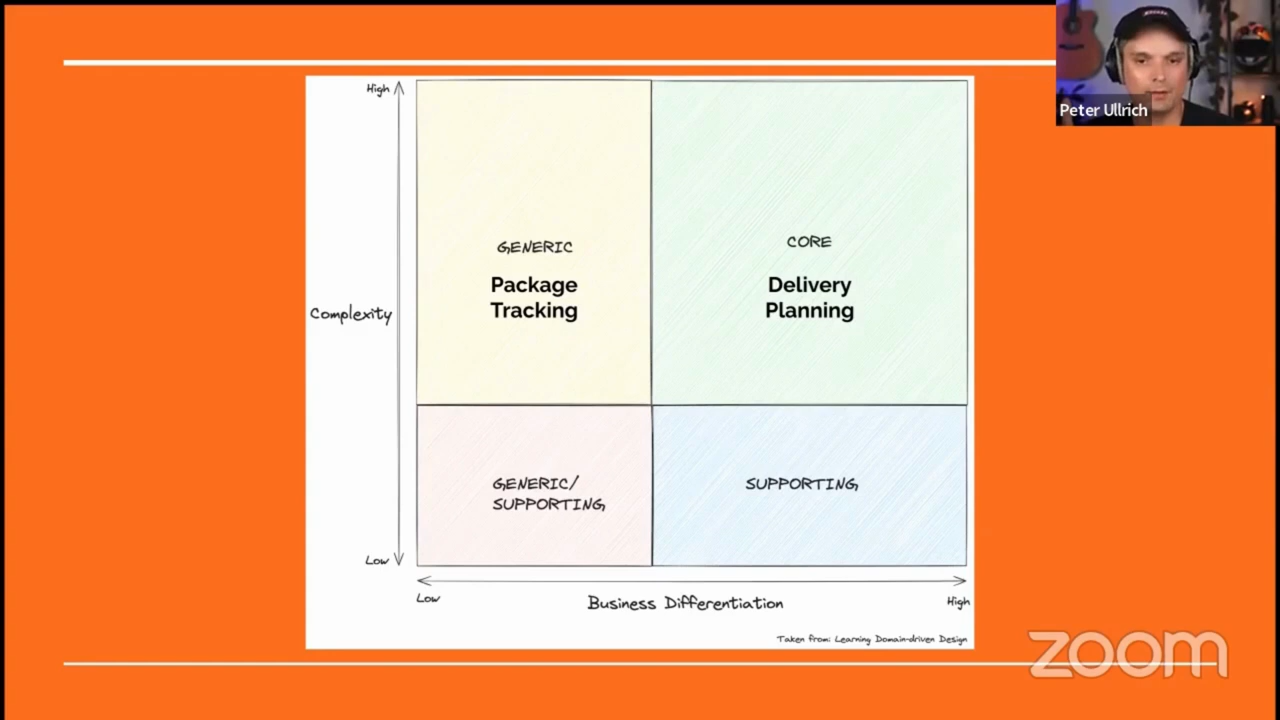 Peter Ullrich
High
GENERIC
Package
Tracking
CORE
Delivery
Planning
Complexity
GENERIC/
SUPPORTING
SUPPORTING
Low
Low
Business Differentiation
High
Taken from: Learning Domain-driven Design
zoom